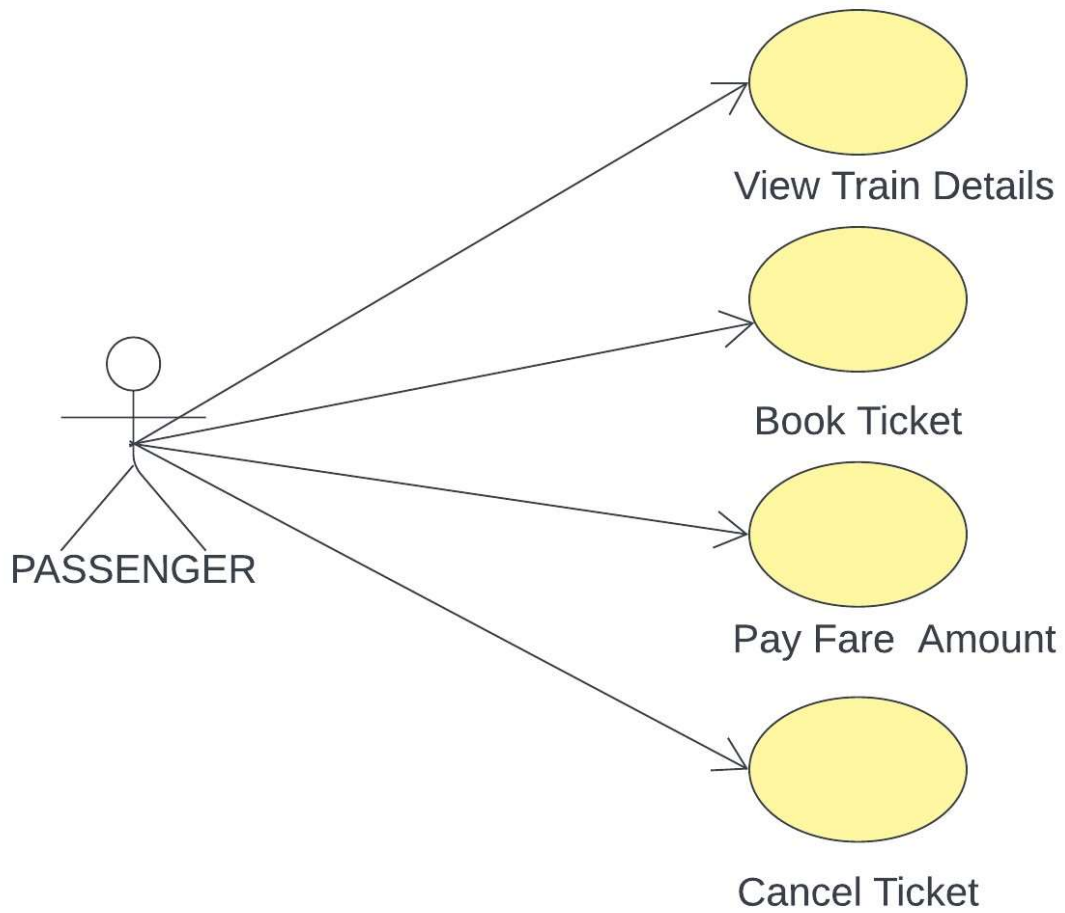 View Train Details
Book Ticket
PASSENGER
Pay Fare  Amount
Cancel Ticket